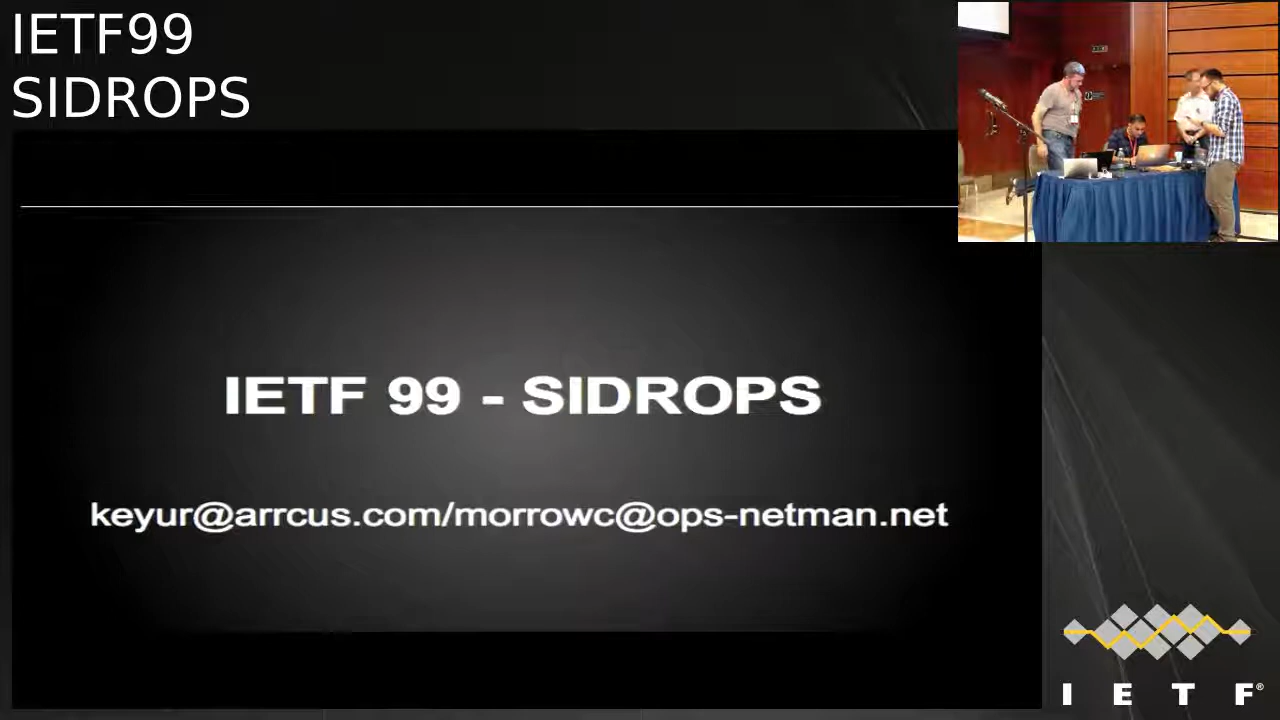 IETF99
SIDROPS
IETF 99 - SIDROPS
keyur@arrcus.com/morrowc@ops-netman.net
I E T F®